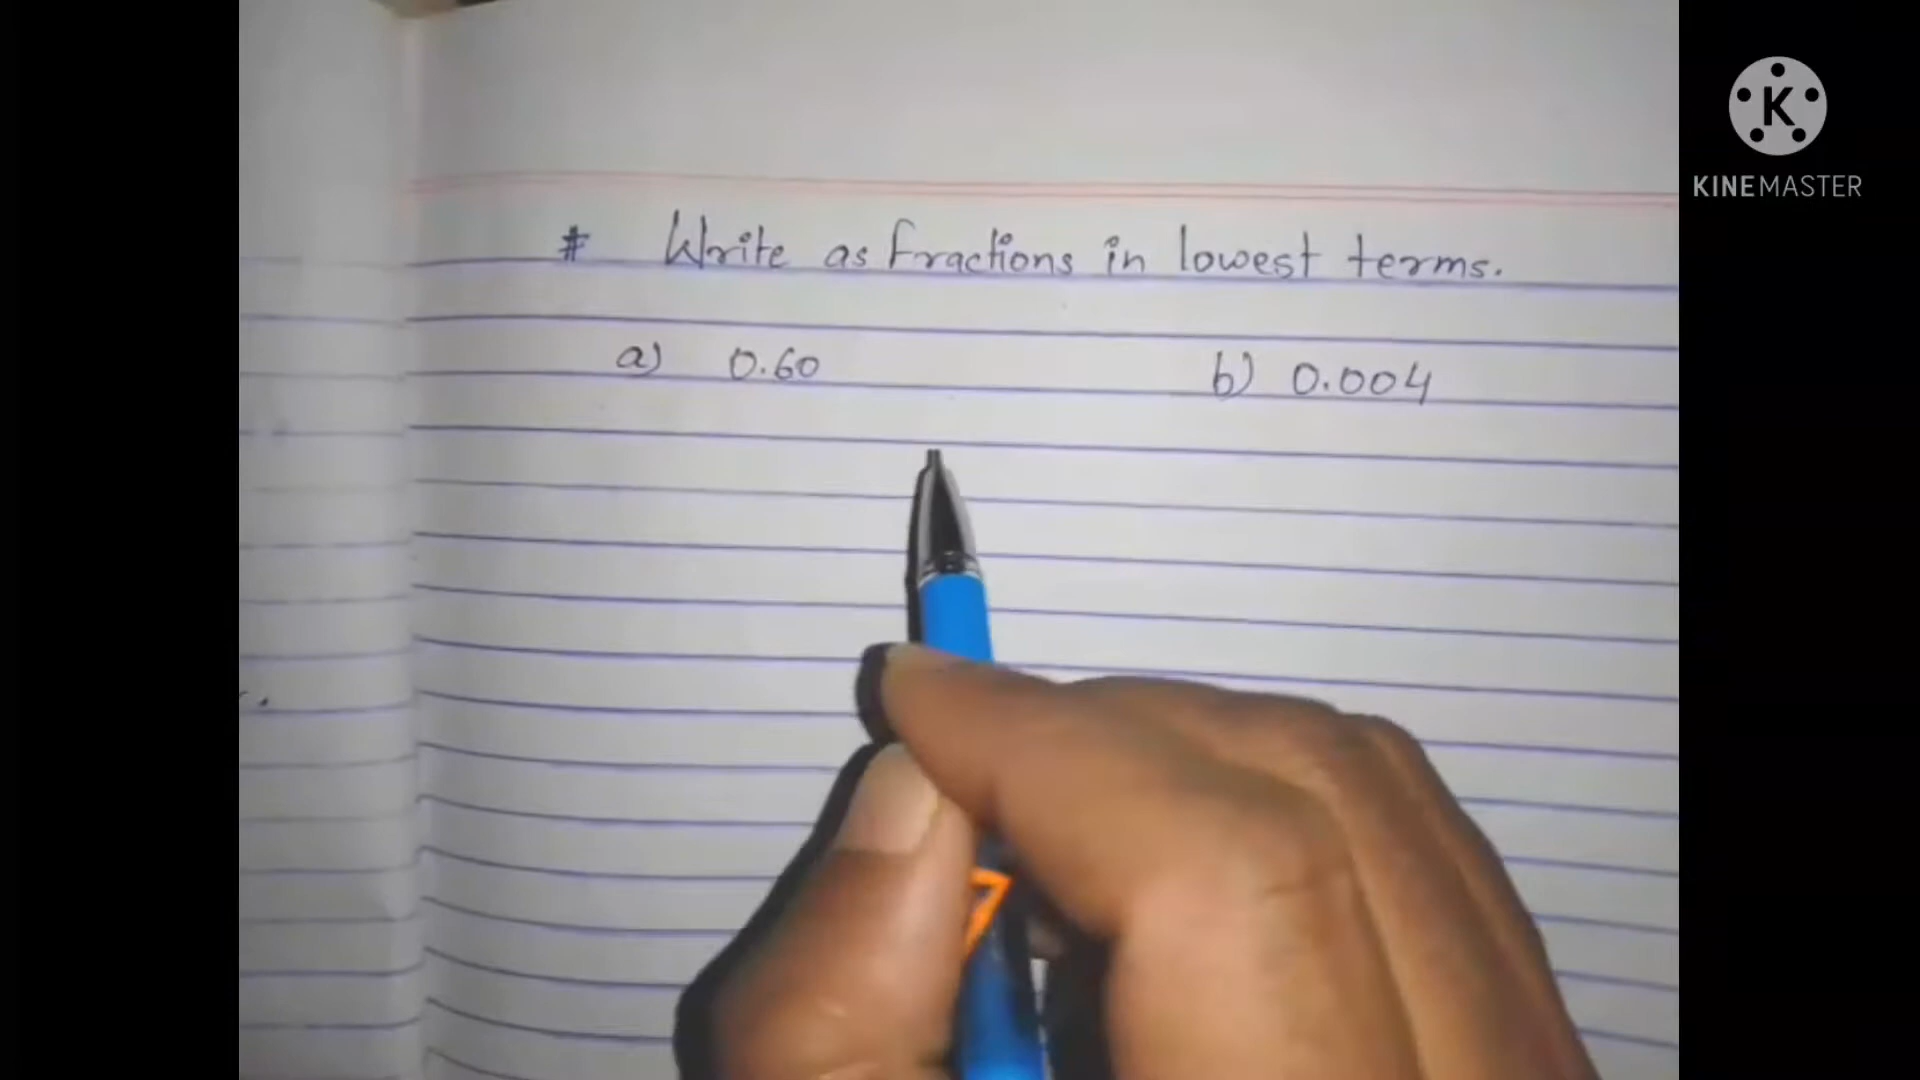 # Write as fractions in lowest terms.
a) 0.60 b) 0.004
K
KINEMASTER